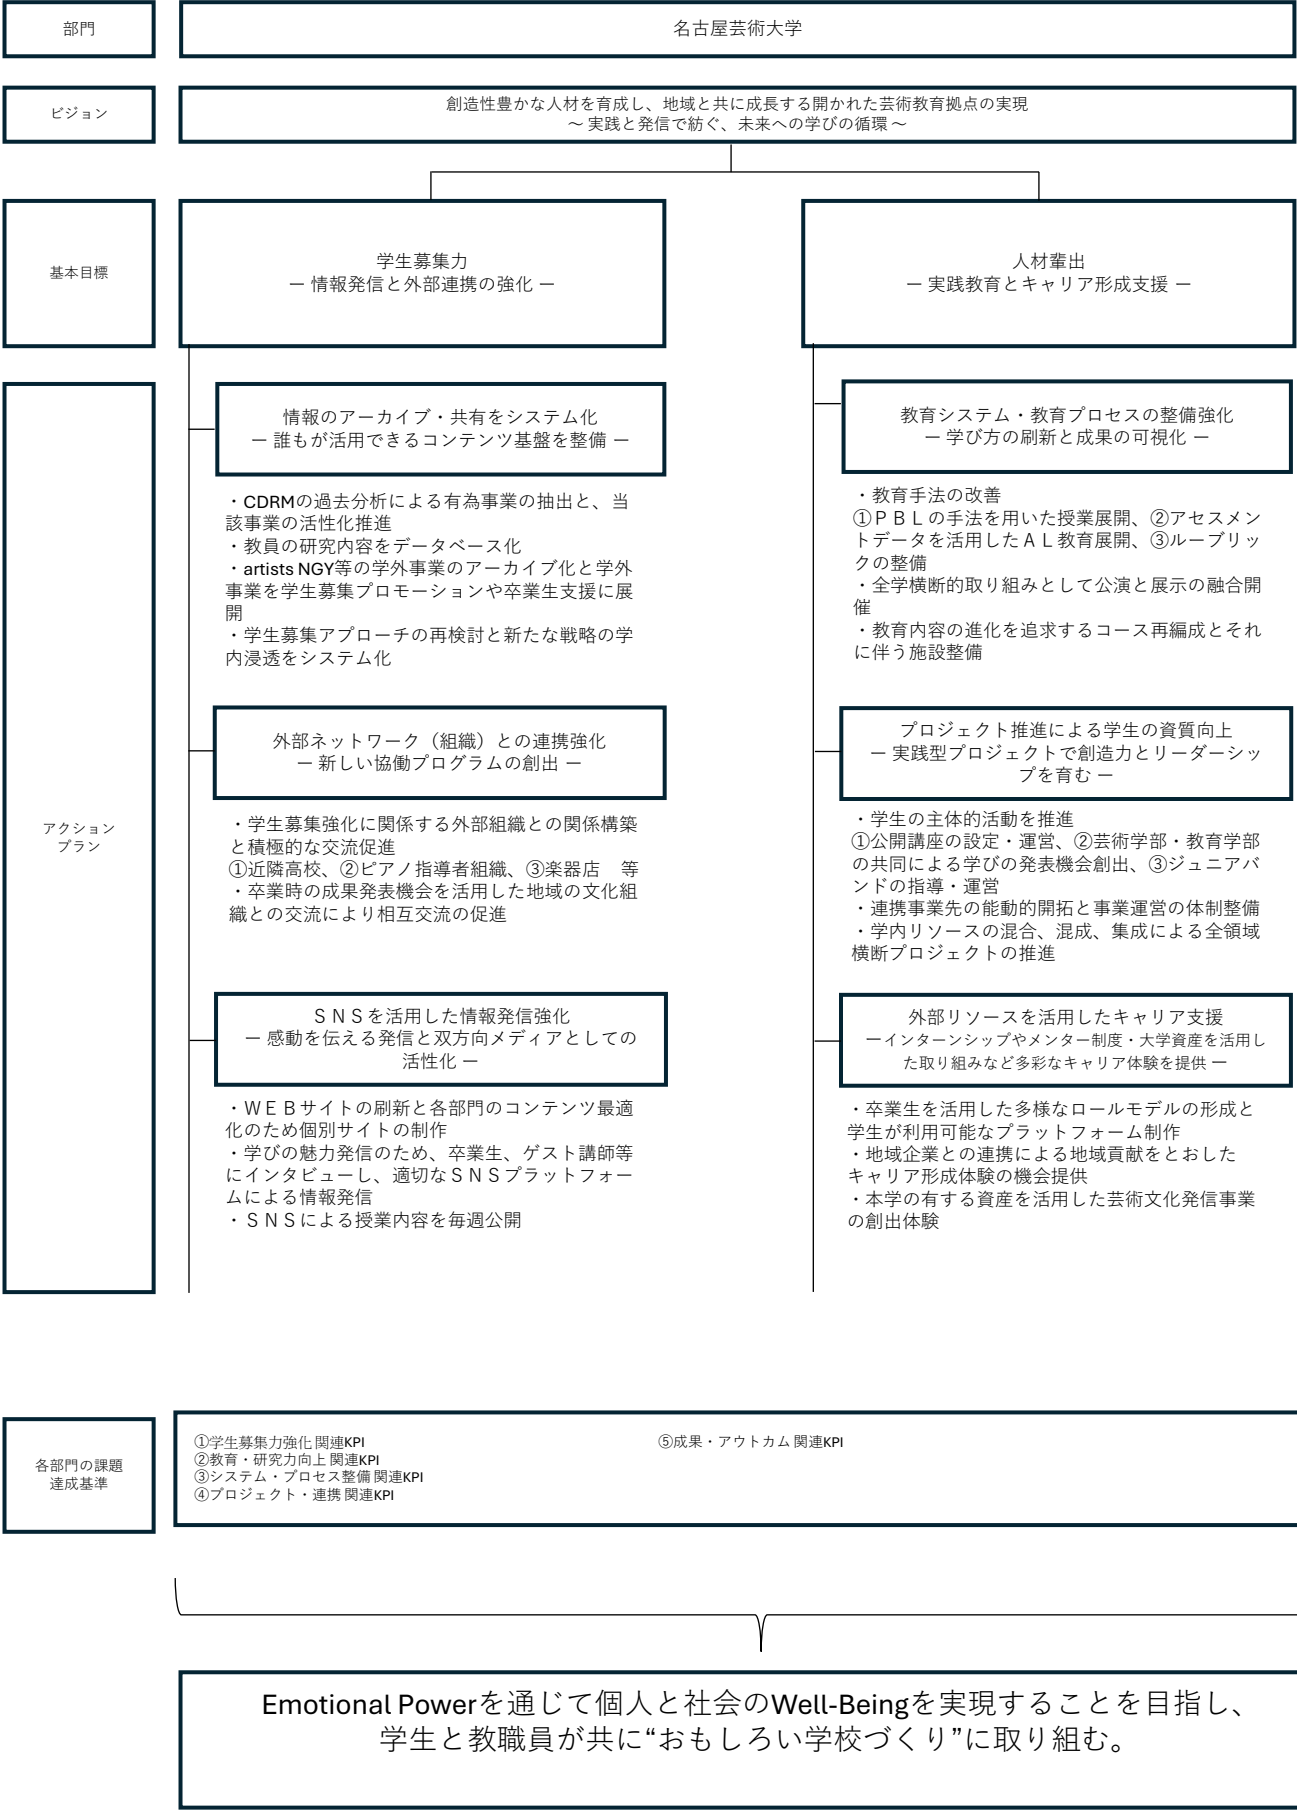 部門
名古屋芸術大学
ビジョン
創造性豊かな人材を育成し、地域と共に成長する開かれた芸術教育拠点の実現
～ 実践と発信で紡ぐ、未来への学びの循環 ～
基本目標
学生募集力
ー 情報発信と外部連携の強化 ー
人材輩出
ー 実践教育とキャリア形成支援 ー
アクション
プラン
情報のアーカイブ・共有をシステム化
ー 誰もが活用できるコンテンツ基盤を整備 ー
・CDRMの過去分析による有為事業の抽出と、当
該事業の活性化推進
・教員の研究内容をデータベース化
・artists NGY等の学外事業のアーカイブ化と学外
事業を学生募集プロモーションや卒業生支援に展
開
・学生募集アプローチの再検討と新たな戦略の学
内浸透をシステム化
外部ネットワーク（組織）との連携強化
ー 新しい協働プログラムの創出 ー
・学生募集強化に関係する外部組織との関係構築
と積極的な交流促進
①近隣高校、②ピアノ指導者組織、③楽器店　等
・卒業時の成果発表機会を活用した地域の文化組
織との交流により相互交流の促進
ＳＮＳを活用した情報発信強化
ー 感動を伝える発信と双方向メディアとしての
活性化 ー
・ＷＥＢサイトの刷新と各部門のコンテンツ最適
化のため個別サイトの制作
・学びの魅力発信のため、卒業生、ゲスト講師等
にインタビューし、適切なＳＮＳプラットフォー
ムによる情報発信
・ＳＮＳによる授業内容を毎週公開
教育システム・教育プロセスの整備強化
ー 学び方の刷新と成果の可視化 ー
・教育手法の改善
①ＰＢＬの手法を用いた授業展開、②アセスメン
トデータを活用したＡＬ教育展開、③ルーブリッ
クの整備
・全学横断的取り組みとして公演と展示の融合開
催
・教育内容の進化を追求するコース再編成とそれ
に伴う施設整備
プロジェクト推進による学生の資質向上
ー 実践型プロジェクトで創造力とリーダーシッ
プを育む ー
・学生の主体的活動を推進
①公開講座の設定・運営、②芸術学部・教育学部
の共同による学びの発表機会創出、③ジュニアバ
ンドの指導・運営
・連携事業先の能動的開拓と事業運営の体制整備
・学内リソースの混合、混成、集成による全領域
横断プロジェクトの推進
外部リソースを活用したキャリア支援
ーインターンシップやメンター制度・大学資産を活用し
た取り組みなど多彩なキャリア体験を提供 ー
・卒業生を活用した多様なロールモデルの形成と
学生が利用可能なプラットフォーム制作
・地域企業との連携による地域貢献をとおした
キャリア形成体験の機会提供
・本学の有する資産を活用した芸術文化発信事業
の創出体験
各部門の課題
達成基準
①学生募集力強化 関連KPI
②教育・研究力向上 関連KPI
③システム・プロセス整備 関連KPI
④プロジェクト・連携 関連KPI
⑤成果・アウトカム 関連KPI
Emotional Powerを通じて個人と社会のWell-Beingを実現することを目指し、
学生と教職員が共に“おもしろい学校づくり”に取り組む。